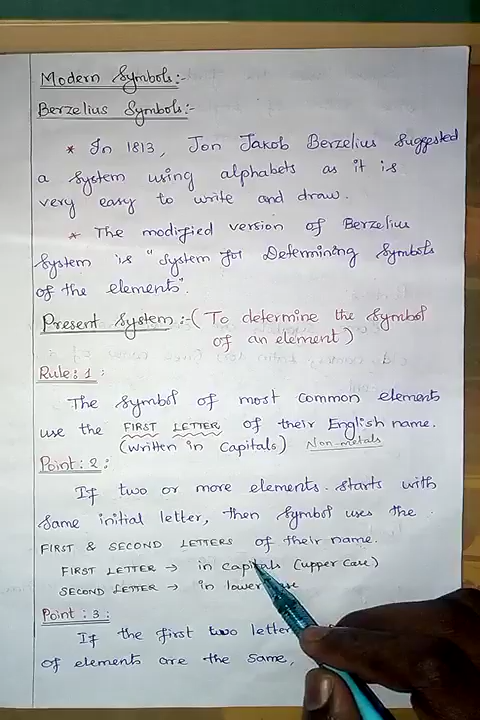 Modern Symbols:-
Berzelius Symbols:-
* In 1813, Jon Jakob Berzelius Suggested
a System using alphabets as it is
very easy to write and draw.
* The modified version of Berzelius
System is "System for Determining Symbols
of the elements".
Present System:-(To determine the Symbol
of an element)
Rule: 1:
The Symbol of most common elements
use the FIRST LETTER of their English name.
(written in Capitals) Non-metals
Point: 2:
If two or more elements starts with
Same initial letter, then Symbol uses the
FIRST & SECOND LETTERS of their name.
FIRST LETTER → in capitals (upper Case)
SECOND LETTER → in lower
Point: 3:
If the first two letter
of elements are the same,